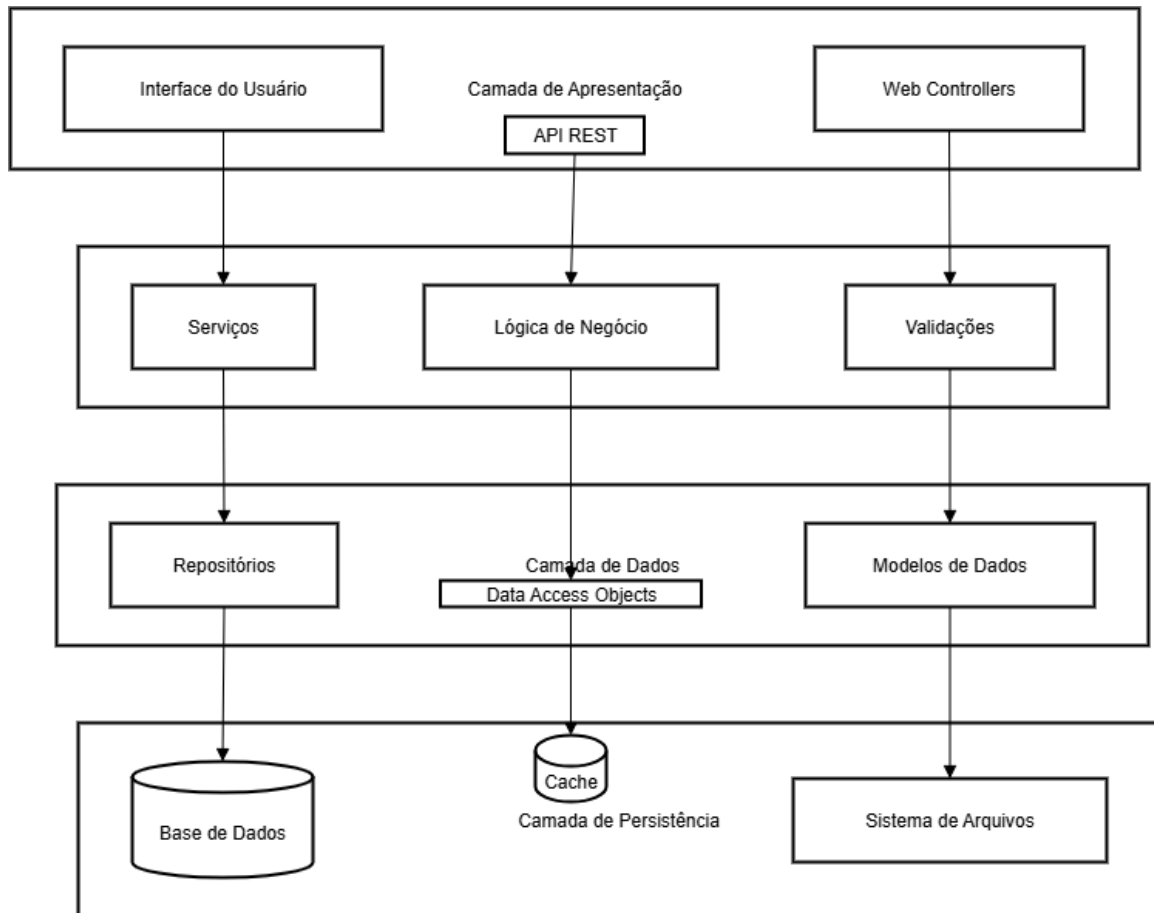 Interface do Usuário
Camada de Apresentação
Web Controllers
API REST
Serviços
Lógica de Negócio
Validações
Repositórios
Camada de Dados
Modelos de Dados
Data Access Objects
Cache
Base de Dados
Camada de Persistência
Sistema de Arquivos